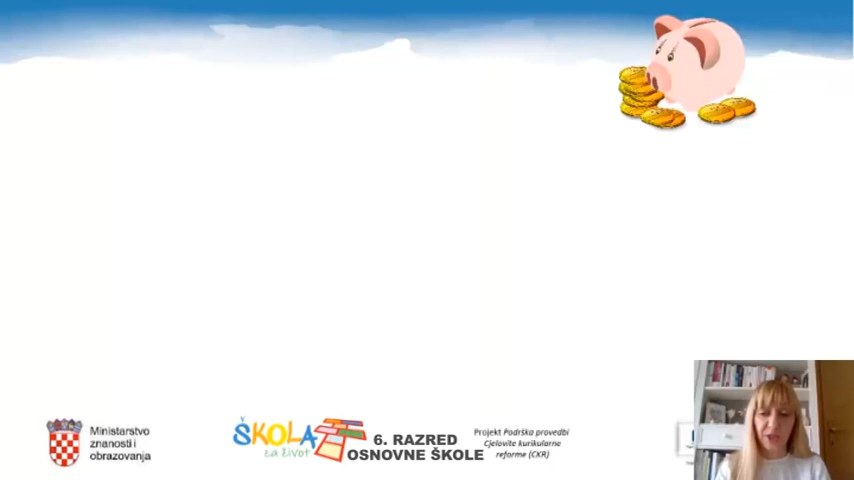 Ministarstvo
znanosti i
obrazovanja
ŠKOLA
za život
6. RAZRED
OSNOVNE ŠKOLE
Projekt Podrška provedbi
Cjelovite kurikularne
reforme (CKR)